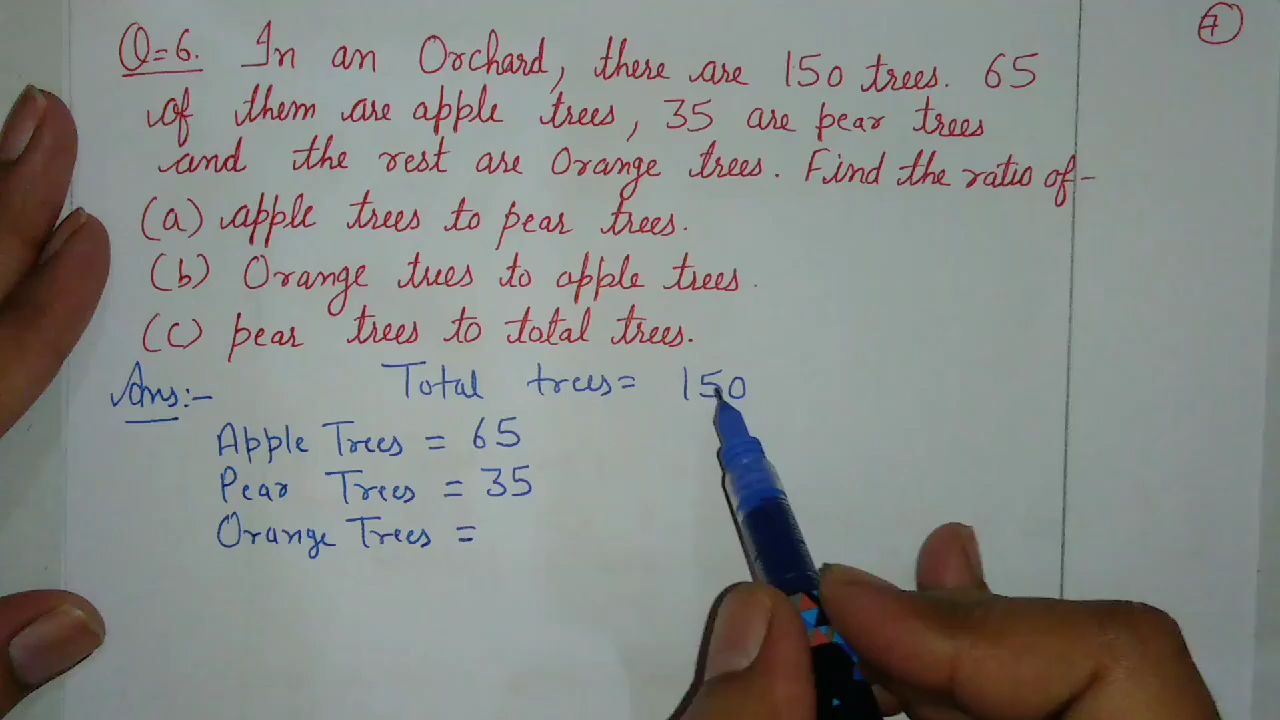 7
Q=6. In an Orchard, there are 150 trees. 65
of them are apple trees, 35 are pear trees
and the rest are Orange trees. Find the ratio of-
(a) apple trees to pear trees.
(b) Orange trees to apple trees.
(c) pear trees to total trees.
Ans:- Total trees= 150
Apple Trees = 65
Pear Trees = 35
Orange Trees =